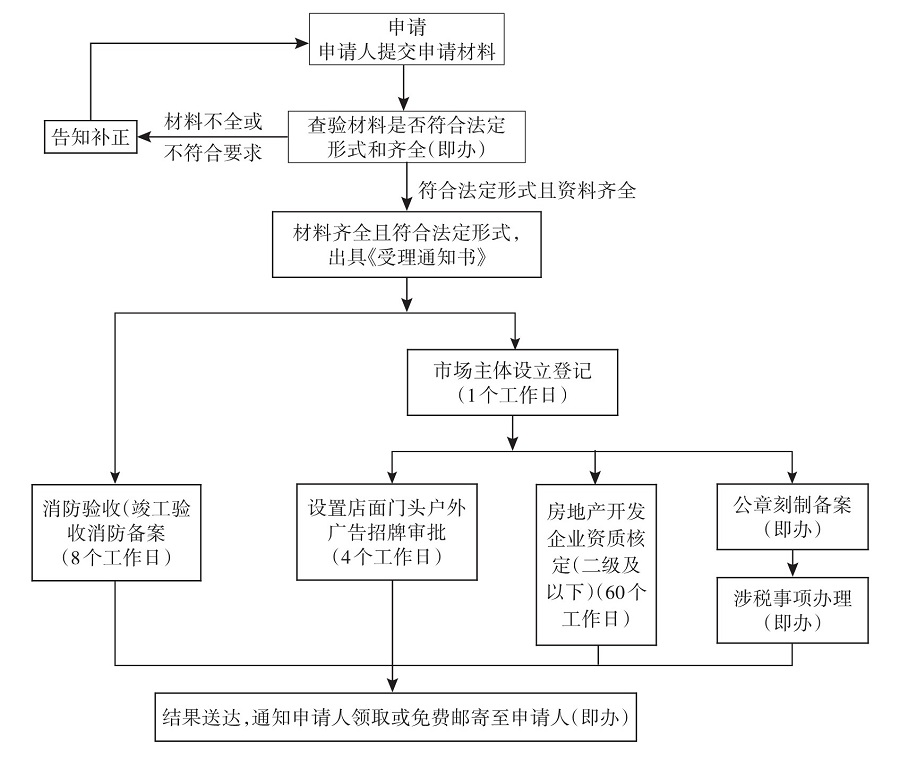 申请
申请人提交申请材料
告知补正
材料不全或
不符合要求
查验材料是否符合法定
形式和齐全(即办)
符合法定形式且资料齐全
材料齐全且符合法定形式，
出具《受理通知书》
市场主体设立登记
(1个工作日)
消防验收(竣工验
收消防备案
(8个工作日)
设置店面门头户外
广告招牌审批
(4个工作日)
房地产开发
企业资质核
定(二级及
以下)(60个
工作日)
公章刻制备案
(即办)
涉税事项办理
(即办)
结果送达，通知申请人领取或免费邮寄至申请人(即办)